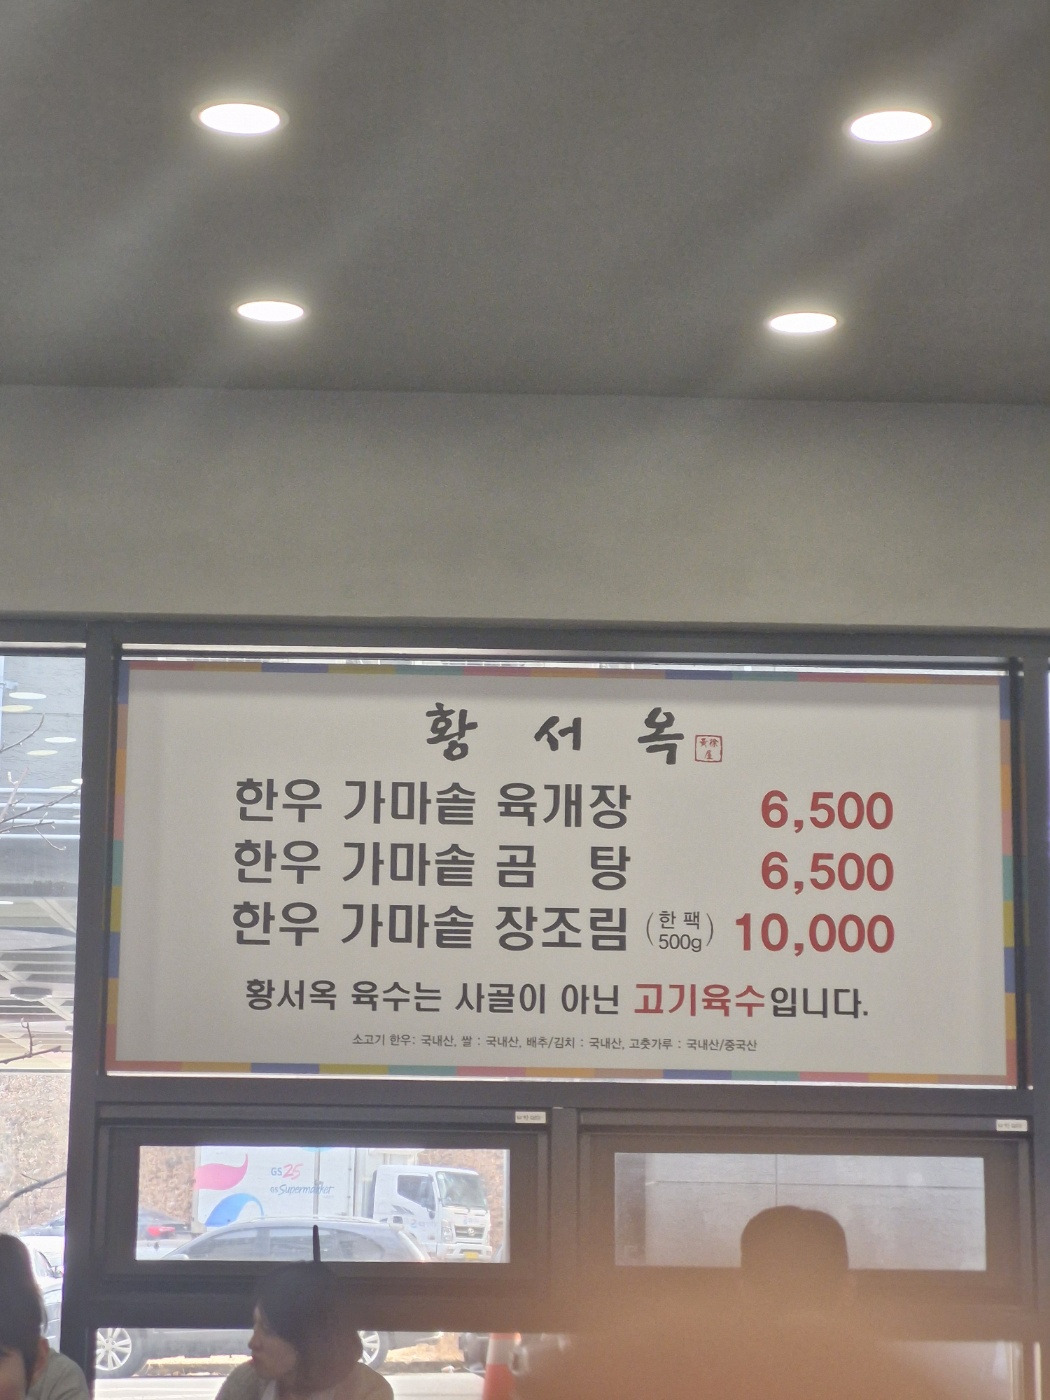 황 서 옥
한우 가마솥 육개장 6,500
한우 가마솥 곰 탕 6,500
한우 가마솥 장조림 (한 팩 500g) 10,000
황서옥 육수는 사골이 아닌 고기육수입니다.
소고기 한우: 국내산, 쌀 : 국내산, 배추/김치 : 국내산, 고춧가루 : 국내산/중국산
GS25
GS Supermarket